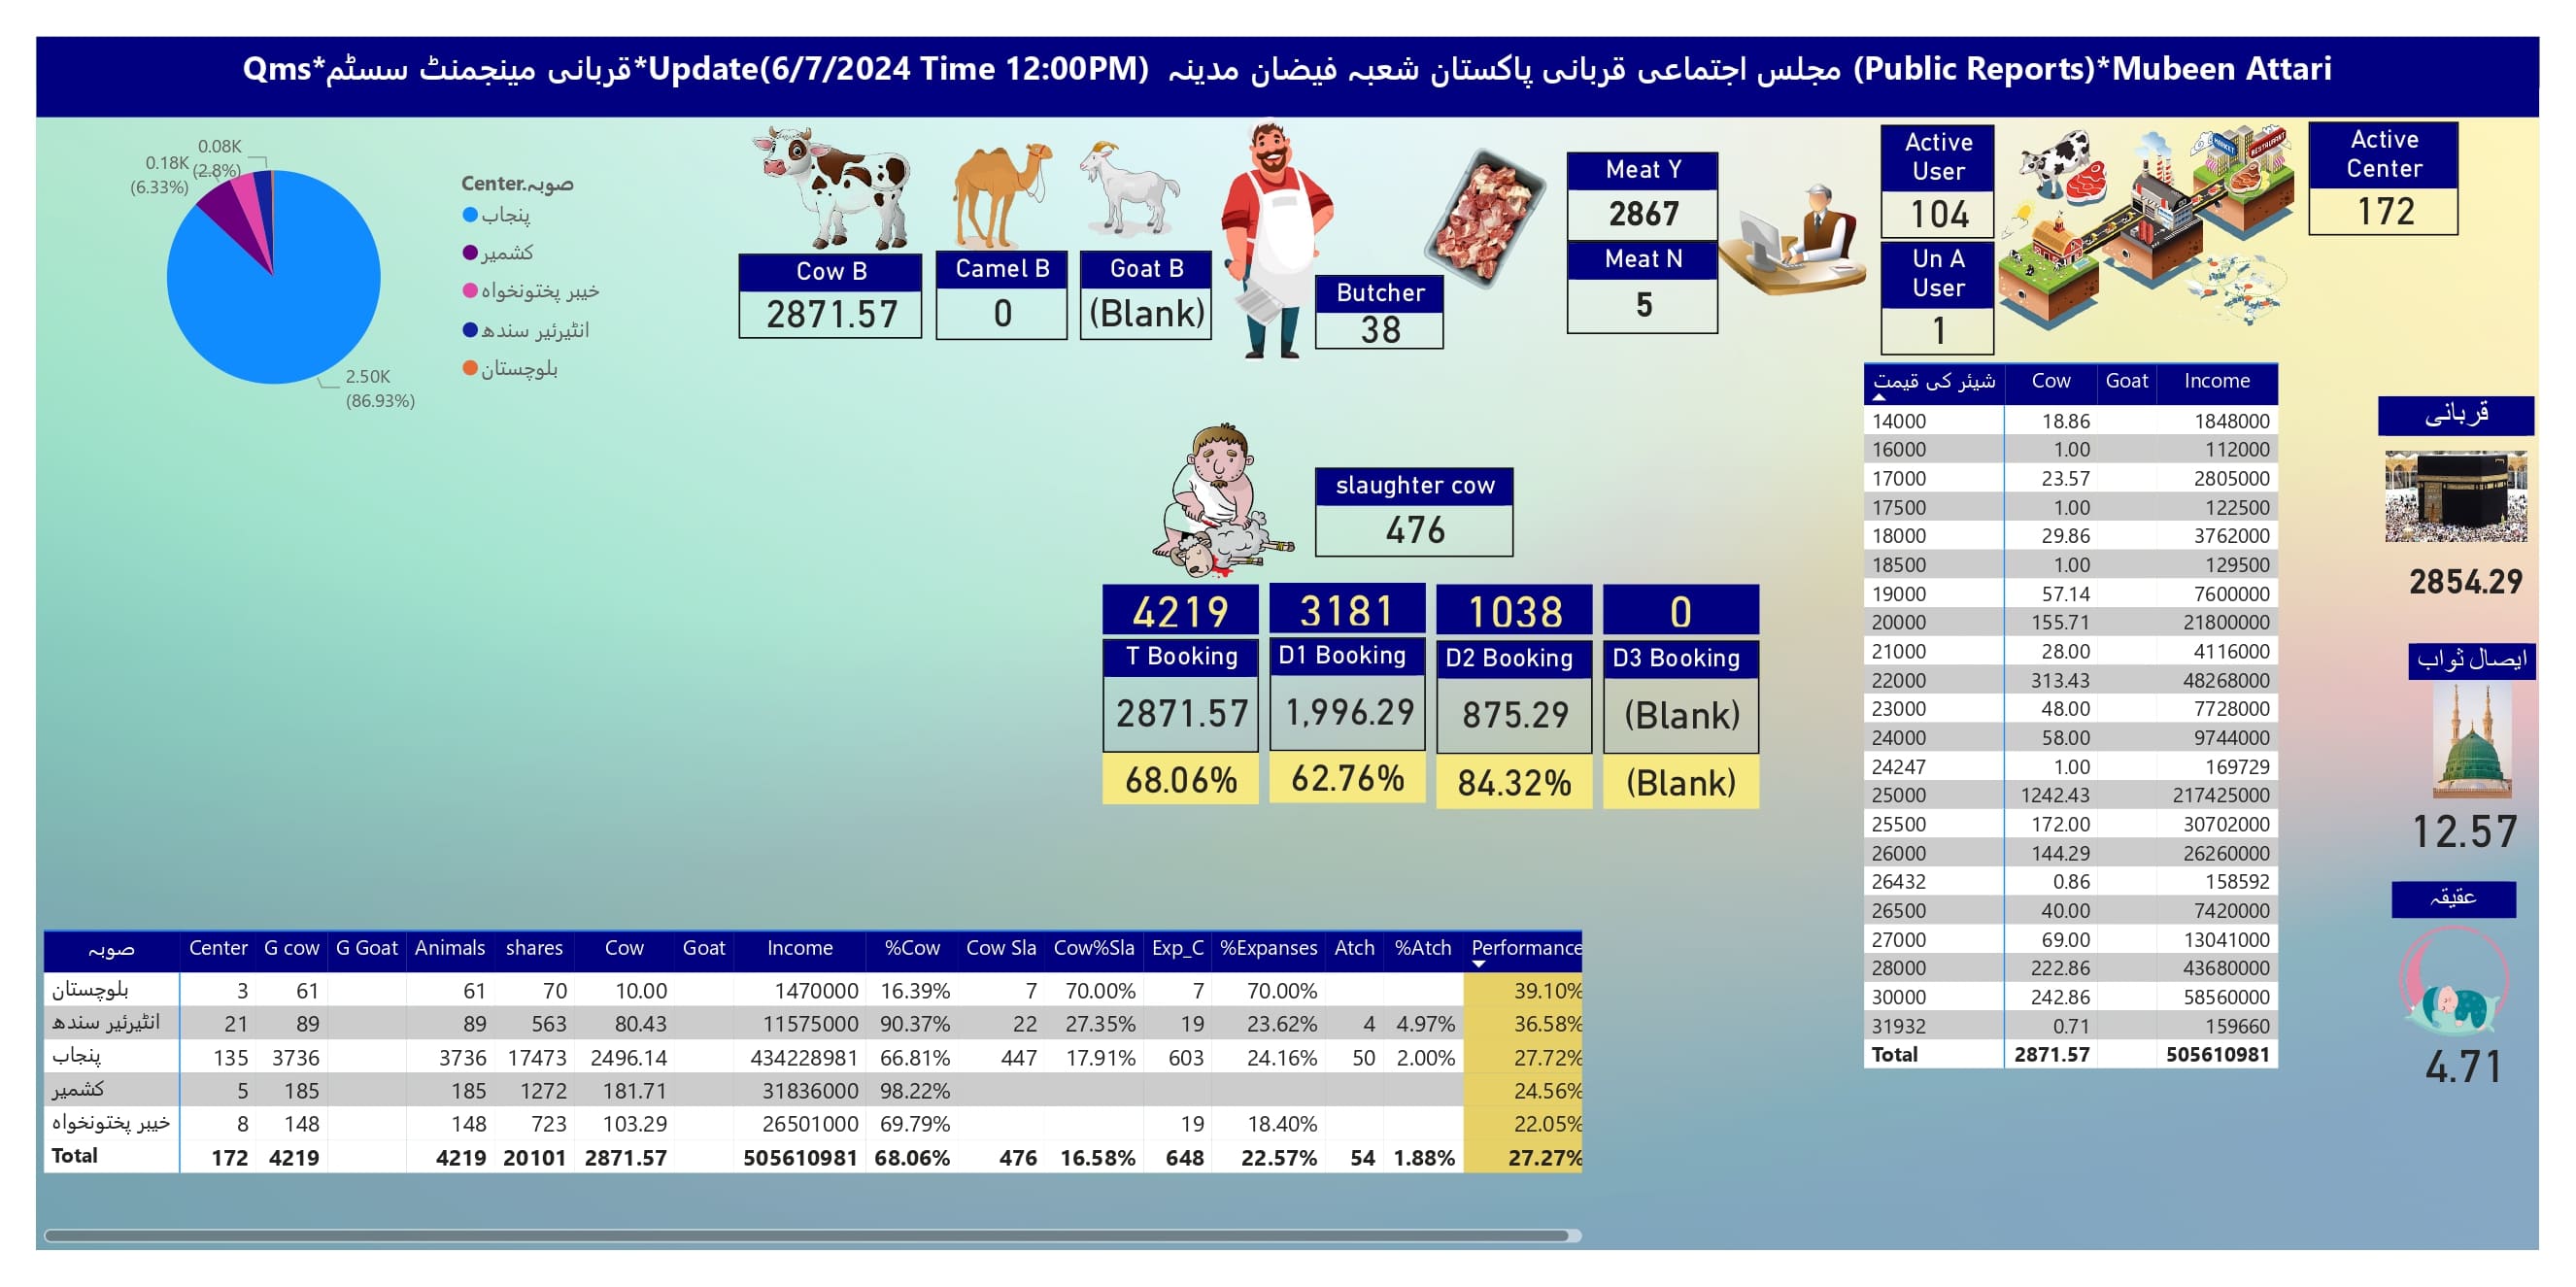 Qms*قربانی مینجمنٹ سسٹم*Update(6/7/2024 Time 12:00PM) مجلس اجتماعی قربانی پاکستان شعبہ فیضان مدینہ (Public Reports)*Mubeen Attari
0.08K
(2.8%)
0.18K
(6.33%)
2.50K
(86.93%)
Center.صوبہ
پنجاب
کشمیر
خیبر پختونخواہ
انٹیرئیر سندھ
بلوچستان
Cow B
2871.57
Camel B
0
Goat B
(Blank)
Butcher
38
Meat Y
2867
Meat N
5
Active User
104
Un A User
1
MARKET
RESTAURANT
Active Center
172
slaughter cow
476
4219 3181 1038 0
T Booking D1 Booking D2 Booking D3 Booking
2871.57 1,996.29 875.29 (Blank)
68.06% 62.76% 84.32% (Blank)
شیئر کی قیمت Cow Goat Income
14000 18.86 1848000
16000 1.00 112000
17000 23.57 2805000
17500 1.00 122500
18000 29.86 3762000
18500 1.00 129500
19000 57.14 7600000
20000 155.71 21800000
21000 28.00 4116000
22000 313.43 48268000
23000 48.00 7728000
24000 58.00 9744000
24247 1.00 169729
25000 1242.43 217425000
25500 172.00 30702000
26000 144.29 26260000
26432 0.86 158592
26500 40.00 7420000
27000 69.00 13041000
28000 222.86 43680000
30000 242.86 58560000
31932 0.71 159660
Total 2871.57 505610981
قربانی
2854.29
ایصال ثواب
12.57
عقیقہ
4.71
صوبہ Center G cow G Goat Animals shares Cow Goat Income %Cow Cow Sla Cow%Sla Exp_C %Expanses Atch %Atch Performance
بلوچستان 3 61 61 70 10.00 1470000 16.39% 7 70.00% 7 70.00% 39.10%
انٹیرئیر سندھ 21 89 89 563 80.43 11575000 90.37% 22 27.35% 19 23.62% 4 4.97% 36.58%
پنجاب 135 3736 3736 17473 2496.14 434228981 66.81% 447 17.91% 603 24.16% 50 2.00% 27.72%
کشمیر 5 185 185 1272 181.71 31836000 98.22% 24.56%
خیبر پختونخواہ 8 148 148 723 103.29 26501000 69.79% 19 18.40% 22.05%
Total 172 4219 4219 20101 2871.57 505610981 68.06% 476 16.58% 648 22.57% 54 1.88% 27.27%